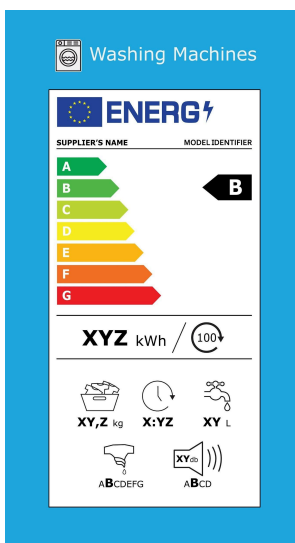 Washing Machines
ENERG
SUPPLIER'S NAME MODEL IDENTIFIER
A
B B
C
D
E
F
G
XYZ kWh / 100
XY,Z kg X:YZ XY L
XYdb
ABCDEFG ABCD